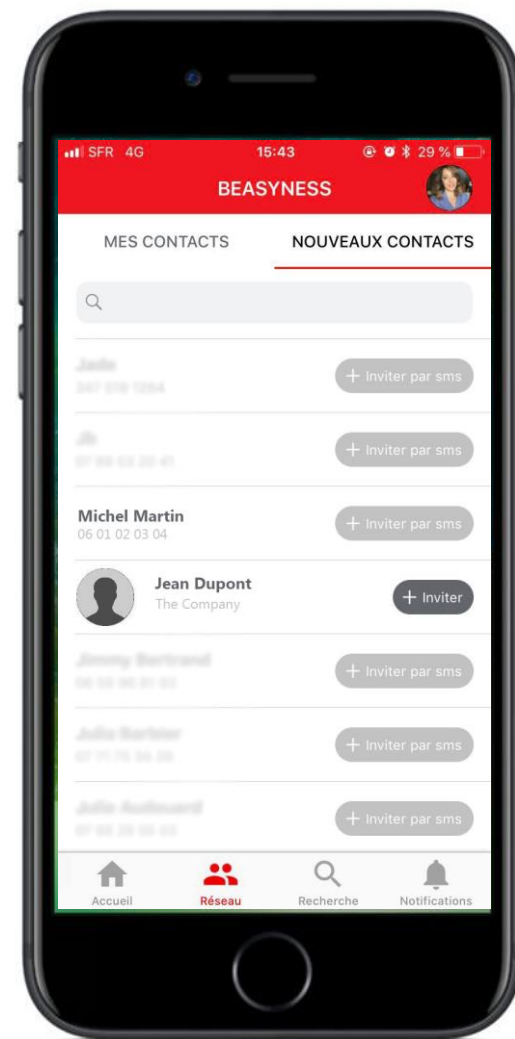 SFR 4G 15:43 29 %
BEASYNESS
MES CONTACTS NOUVEAUX CONTACTS
+ Inviter par sms
+ Inviter par sms
Michel Martin
06 01 02 03 04
+ Inviter par sms
Jean Dupont
The Company
+ Inviter
+ Inviter par sms
+ Inviter par sms
+ Inviter par sms
Accueil Réseau Recherche Notifications